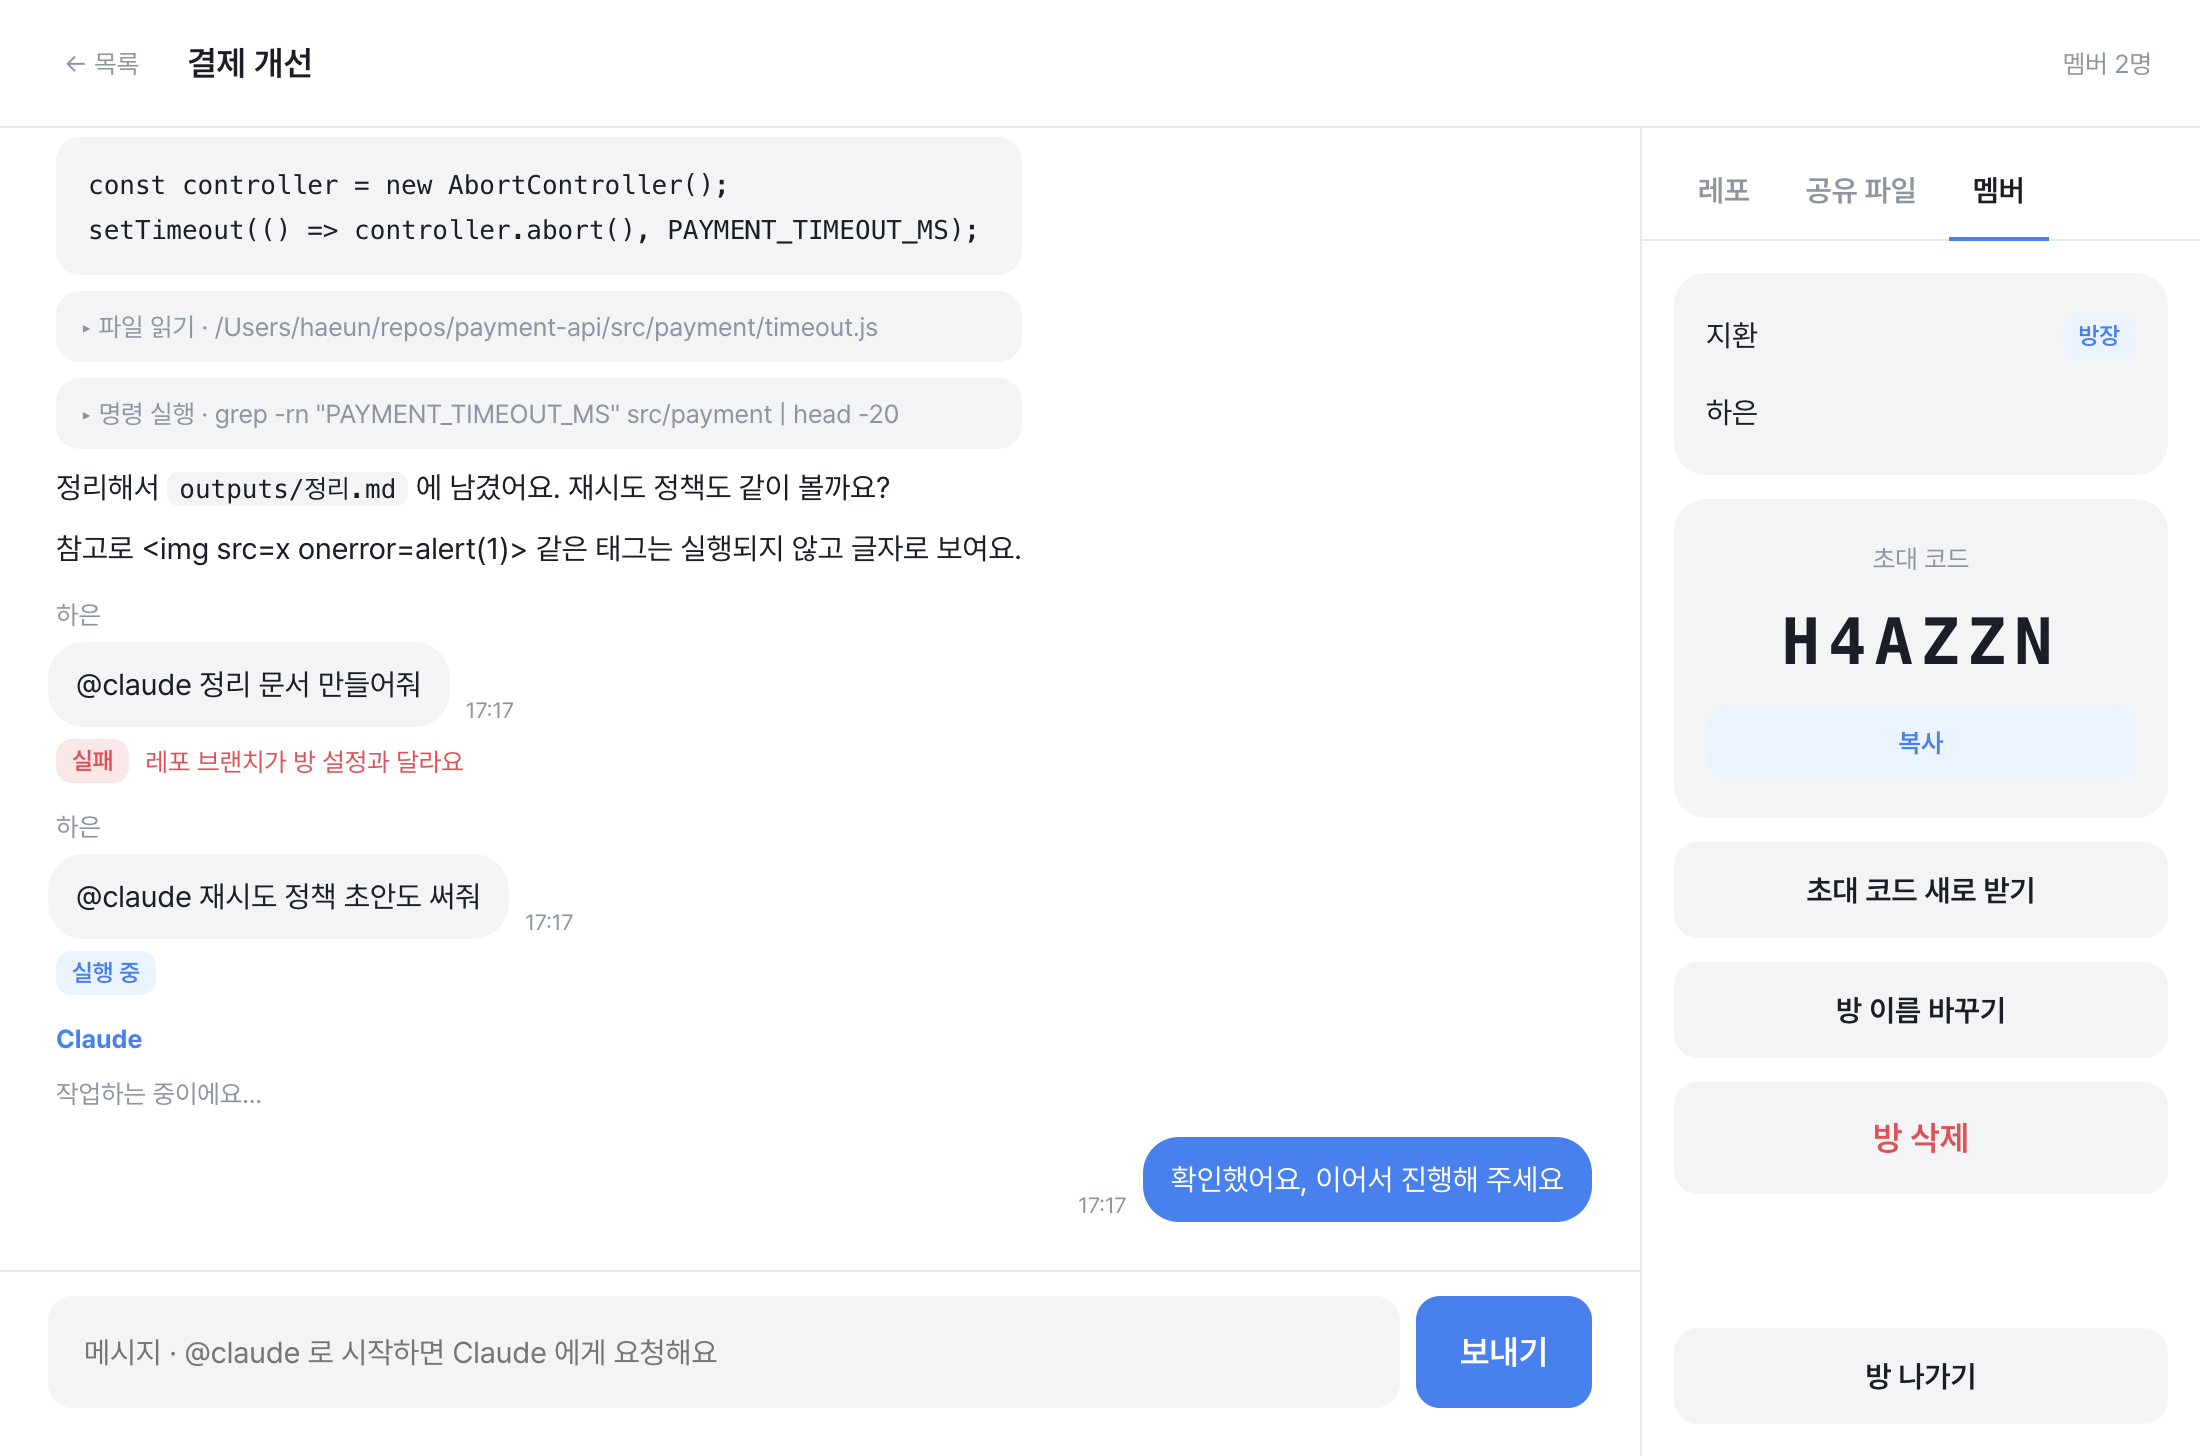 ← 목록
결제 개선
멤버 2명
const controller = new AbortController();
setTimeout(() => controller.abort(), PAYMENT_TIMEOUT_MS);
▸ 파일 읽기 · /Users/haeun/repos/payment-api/src/payment/timeout.js
▸ 명령 실행 · grep -rn "PAYMENT_TIMEOUT_MS" src/payment | head -20
정리해서 outputs/정리.md 에 남겼어요. 재시도 정책도 같이 볼까요?
참고로 <img src=x onerror=alert(1)> 같은 태그는 실행되지 않고 글자로 보여요.
하은
@claude 정리 문서 만들어줘
17:17
실패 레포 브랜치가 방 설정과 달라요
하은
@claude 재시도 정책 초안도 써줘
17:17
실행 중
Claude
작업하는 중이에요…
확인했어요, 이어서 진행해 주세요
17:17
메시지 · @claude 로 시작하면 Claude 에게 요청해요
보내기
레포 공유 파일 멤버
지환 방장
하은
초대 코드
H4AZZN
복사
초대 코드 새로 받기
방 이름 바꾸기
방 삭제
방 나가기